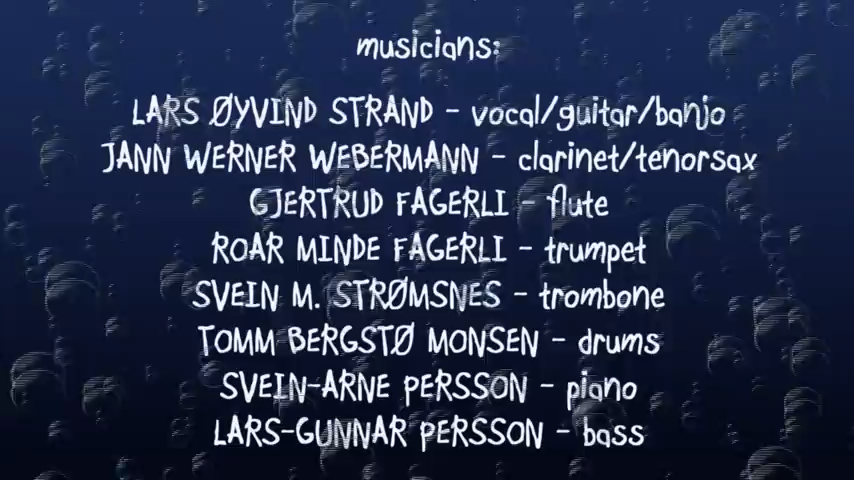 musicians:
LARS ØYVIND STRAND - vocal/guitar/banjo
JANN WERNER WEBERMANN - clarinet/tenorsax
GJERTRUD FAGERLI - flute
ROAR MINDE FAGERLI - trumpet
SVEIN M. STRØMSNES - trombone
TOMM BERGSTØ MONSEN - drums
SVEIN-ARNE PERSSON - piano
LARS-GUNNAR PERSSON - bass